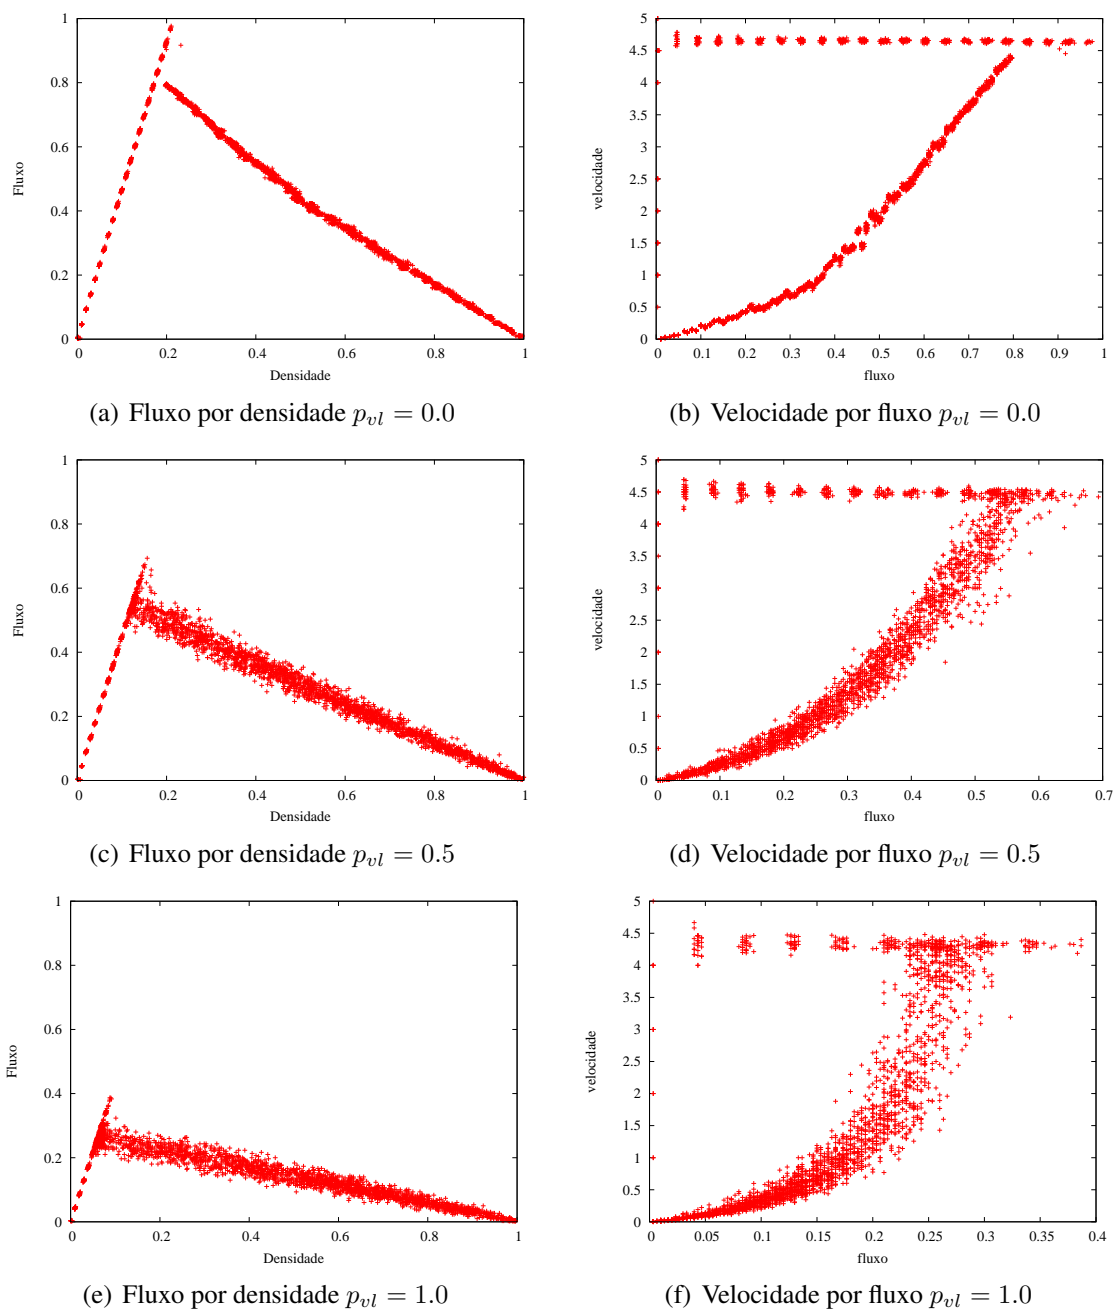 1
0.8
0.6
0.4
0.2
0
0 0.2 0.4 0.6 0.8 1
Fluxo
Densidade
(a) Fluxo por densidade p_{vl} = 0.0
5
4.5
4
3.5
3
2.5
2
1.5
1
0.5
0
0 0.1 0.2 0.3 0.4 0.5 0.6 0.7 0.8 0.9 1
velocidade
fluxo
(b) Velocidade por fluxo p_{vl} = 0.0
1
0.8
0.6
0.4
0.2
0
0 0.2 0.4 0.6 0.8 1
Fluxo
Densidade
(c) Fluxo por densidade p_{vl} = 0.5
5
4.5
4
3.5
3
2.5
2
1.5
1
0.5
0
0 0.1 0.2 0.3 0.4 0.5 0.6 0.7
velocidade
fluxo
(d) Velocidade por fluxo p_{vl} = 0.5
1
0.8
0.6
0.4
0.2
0
0 0.2 0.4 0.6 0.8 1
Fluxo
Densidade
(e) Fluxo por densidade p_{vl} = 1.0
5
4.5
4
3.5
3
2.5
2
1.5
1
0.5
0
0 0.05 0.1 0.15 0.2 0.25 0.3 0.35 0.4
velocidade
fluxo
(f) Velocidade por fluxo p_{vl} = 1.0